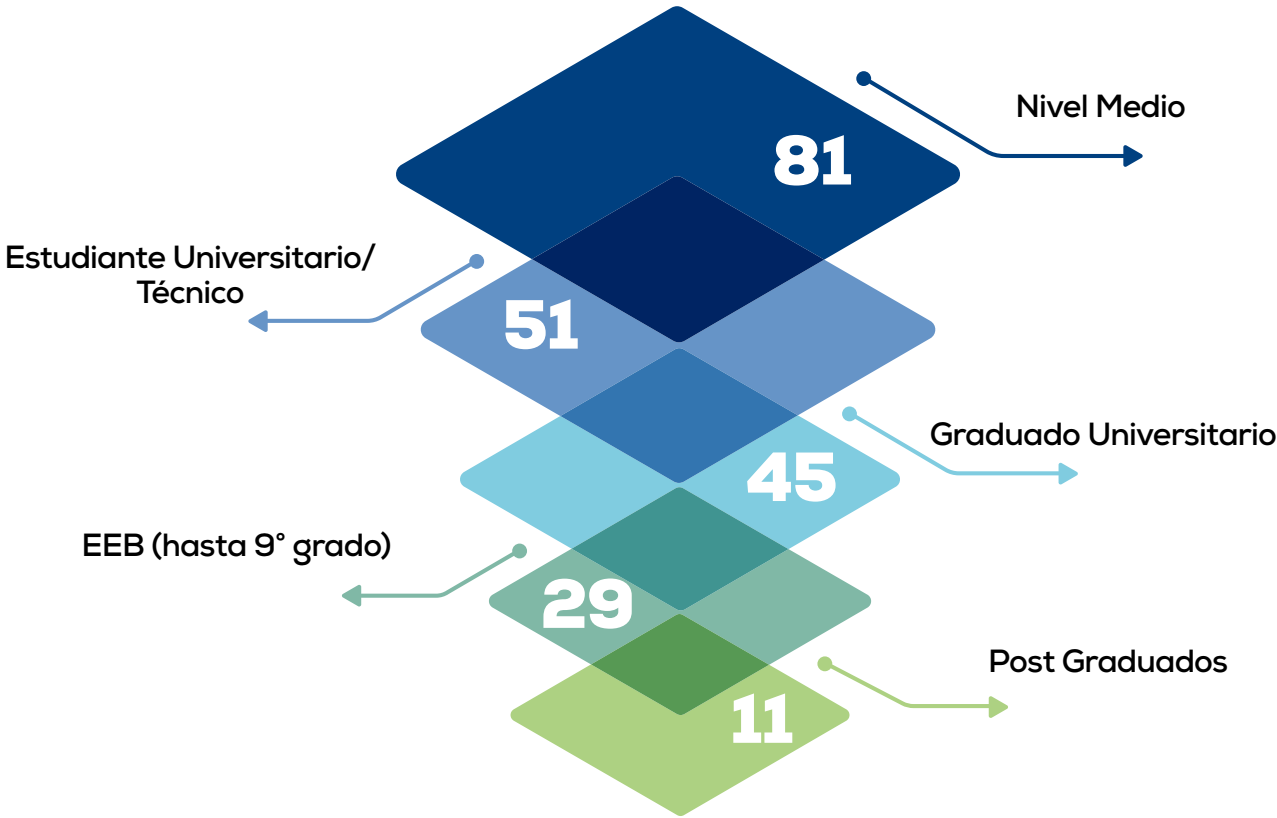 Nivel Medio
81
Estudiante Universitario/
Técnico
51
Graduado Universitario
45
EEB (hasta 9° grado)
29
Post Graduados
11